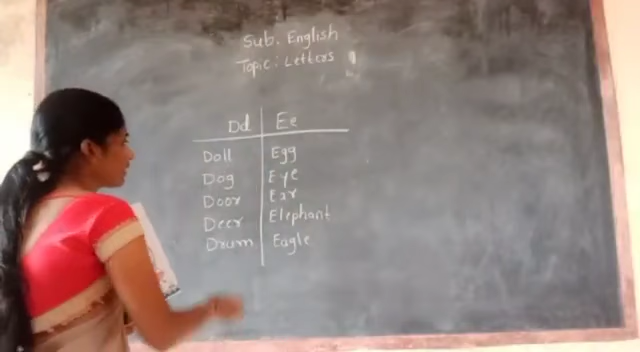 Sub: English
Topic: Letters
Dd Ee
Doll Egg
Dog Eye
Door Ear
Deer Elephant
Drum Eagle